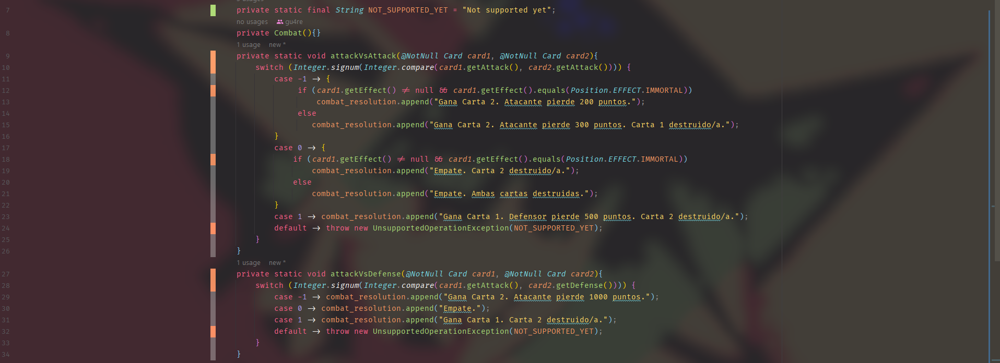 7 private static final String NOT_SUPPORTED_YET = "Not supported yet";
no usages gu4re
8 private Combat(){}
1 usage new *
9 private static void attackVsAttack(@NotNull Card card1, @NotNull Card card2){
10 switch (Integer.signum(Integer.compare(card1.getAttack(), card2.getAttack()))) {
11 case -1 → {
12 if (card1.getEffect() ≠ null && card1.getEffect().equals(Position.EFFECT.IMMORTAL))
13 combat_resolution.append("Gana Carta 2. Atacante pierde 200 puntos.");
14 else
15 combat_resolution.append("Gana Carta 2. Atacante pierde 300 puntos. Carta 1 destruido/a.");
16 }
17 case 0 → {
18 if (card1.getEffect() ≠ null && card1.getEffect().equals(Position.EFFECT.IMMORTAL))
19 combat_resolution.append("Empate. Carta 2 destruido/a.");
20 else
21 combat_resolution.append("Empate. Ambas cartas destruidas.");
22 }
23 case 1 → combat_resolution.append("Gana Carta 1. Defensor pierde 500 puntos. Carta 2 destruido/a.");
24 default → throw new UnsupportedOperationException(NOT_SUPPORTED_YET);
25 }
26 }
1 usage new *
27 private static void attackVsDefense(@NotNull Card card1, @NotNull Card card2){
28 switch (Integer.signum(Integer.compare(card1.getAttack(), card2.getDefense()))) {
29 case -1 → combat_resolution.append("Gana Carta 2. Atacante pierde 1000 puntos.");
30 case 0 → combat_resolution.append("Empate.");
31 case 1 → combat_resolution.append("Gana Carta 1. Carta 2 destruido/a.");
32 default → throw new UnsupportedOperationException(NOT_SUPPORTED_YET);
33 }
34 }